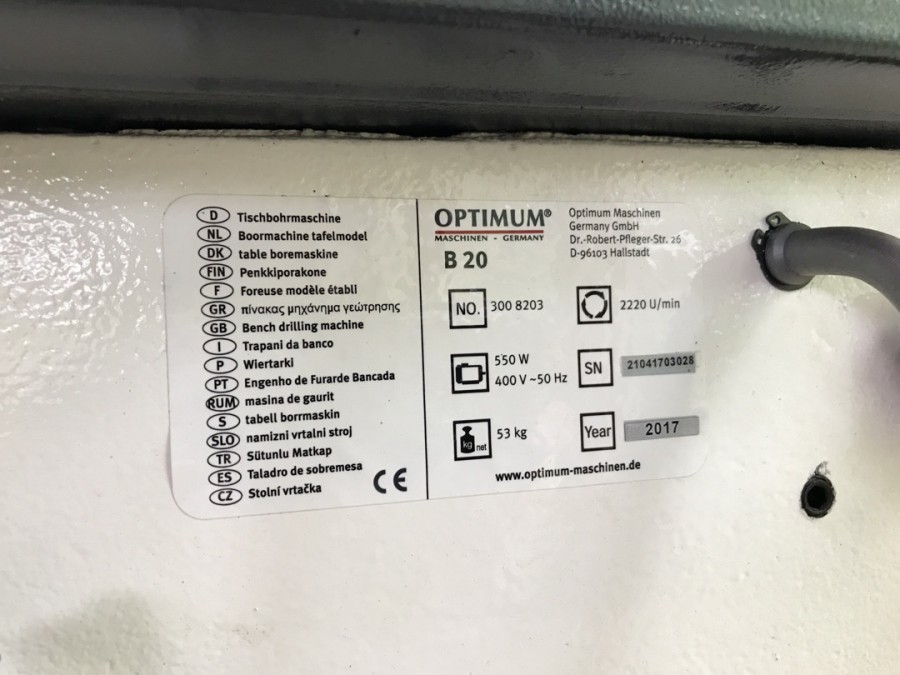 D Tischbohrmaschine
NL Boormachine tafelmodel
DK table boremaskine
FIN Penkkiporakone
F Foreuse modèle établi
GR πίνακας μηχάνημα γεώτρησης
GB Bench drilling machine
I Trapani da banco
P Wiertarki
PT Engenho de Furarde Bancada
RUM masina de gaurit
S tabell borrmaskin
SLO namizni vrtalni stroj
TR Sütunlu Matkap
ES Taladro de sobremesa
CZ Stolní vrtačka
CE
OPTIMUM®
MASCHINEN - GERMANY
B 20
Optimum Maschinen
Germany GmbH
Dr.-Robert-Pfleger-Str. 26
D-96103 Hallstadt
NO. 300 8203
2220 U/min
550 W
400 V ~50 Hz
SN 21041703028
kg net 53 kg
Year 2017
www.optimum-maschinen.de